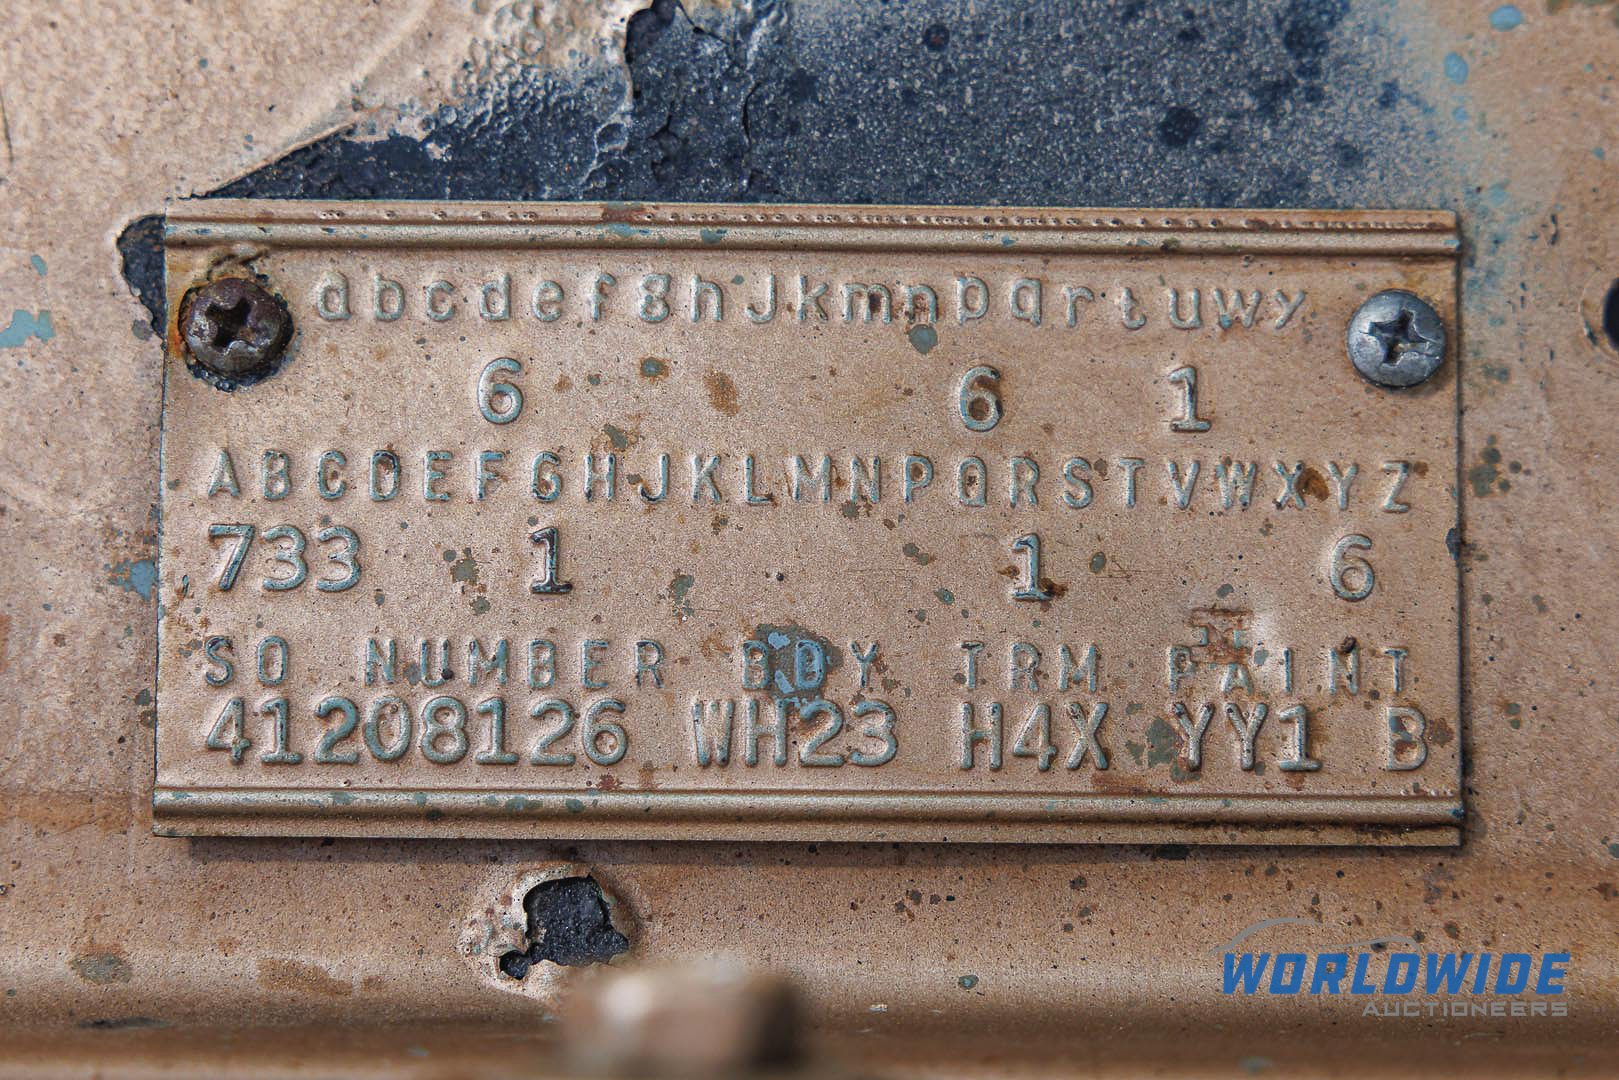 abcdefghjkmnpqrtuwy
6 6 1
ABCDEFGHJKLMNPQRSTVWXYZ
733 1 1 6
SO NUMBER BDY TRM PAINT
41208126 WH23 H4X YY1 B
WORLDWIDE
AUCTIONEERS